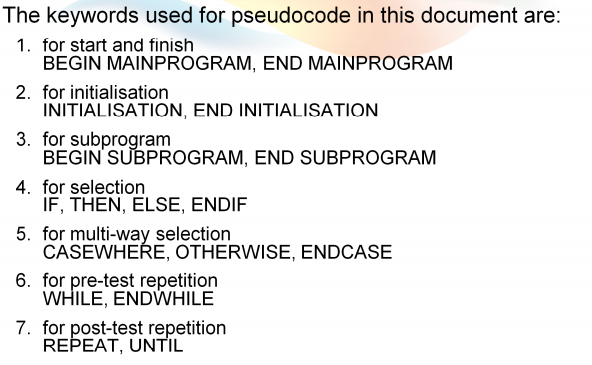 The keywords used for pseudocode in this document are:
1. for start and finish
BEGIN MAINPROGRAM, END MAINPROGRAM
2. for initialisation
INITIALISATION, END INITIALISATION
3. for subprogram
BEGIN SUBPROGRAM, END SUBPROGRAM
4. for selection
IF, THEN, ELSE, ENDIF
5. for multi-way selection
CASEWHERE, OTHERWISE, ENDCASE
6. for pre-test repetition
WHILE, ENDWHILE
7. for post-test repetition
REPEAT, UNTIL